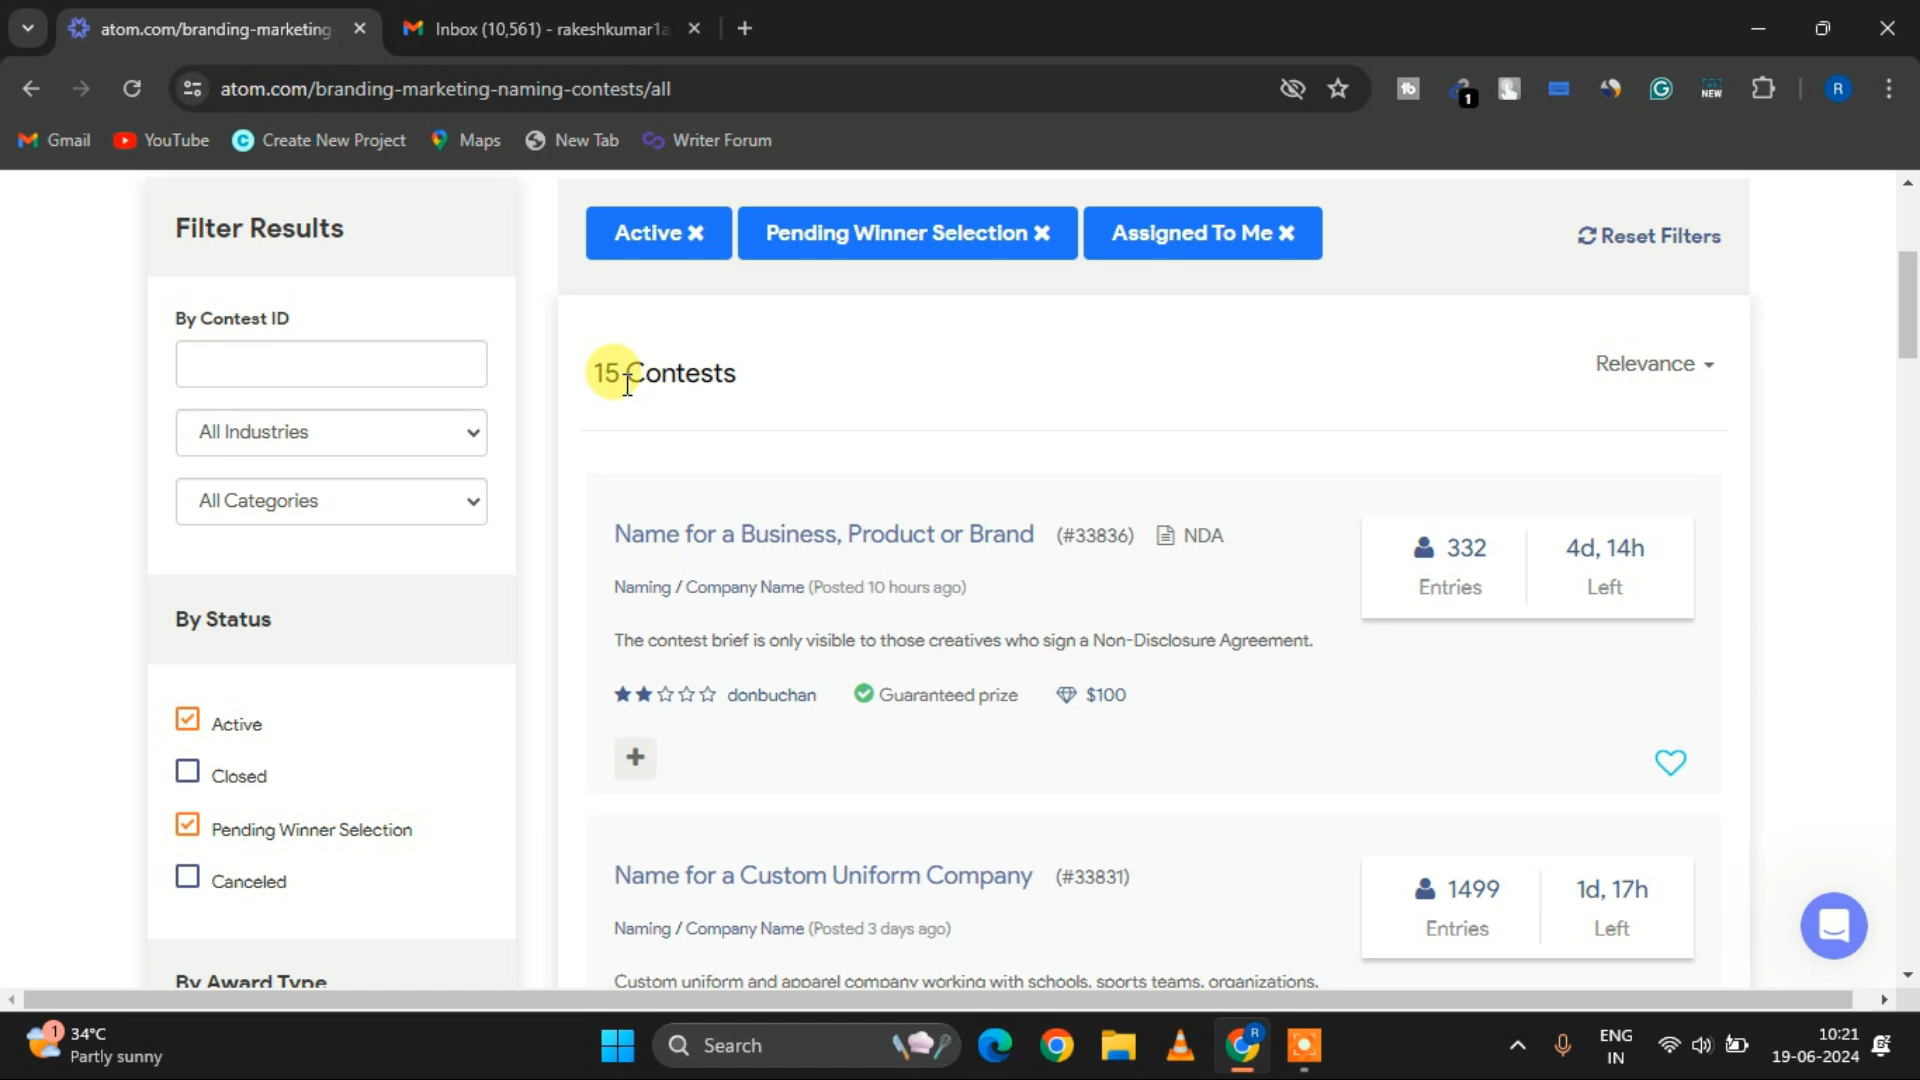 atom.com/branding-marketing
Inbox (10,561) - rakeshkumar1a
atom.com/branding-marketing-naming-contests/all
1
NEW
R
Gmail
YouTube
Create New Project
Maps
New Tab
Writer Forum
Filter Results
Active ✖
Pending Winner Selection ✖
Assigned To Me ✖
Reset Filters
By Contest ID
15 Contests
Relevance
All Industries
All Categories
Name for a Business, Product or Brand (#33836) NDA
332
Entries
4d, 14h
Left
Naming / Company Name (Posted 10 hours ago)
The contest brief is only visible to those creatives who sign a Non-Disclosure Agreement.
donbuchan
Guaranteed prize
$100
+
By Status
Active
Closed
Pending Winner Selection
Canceled
Name for a Custom Uniform Company (#33831)
1499
Entries
1d, 17h
Left
Naming / Company Name (Posted 3 days ago)
By Award Type
Custom uniform and apparel company working with schools, sports teams, organizations,
1
34°C
Partly sunny
Search
R
ENG
IN
10:21
19-06-2024